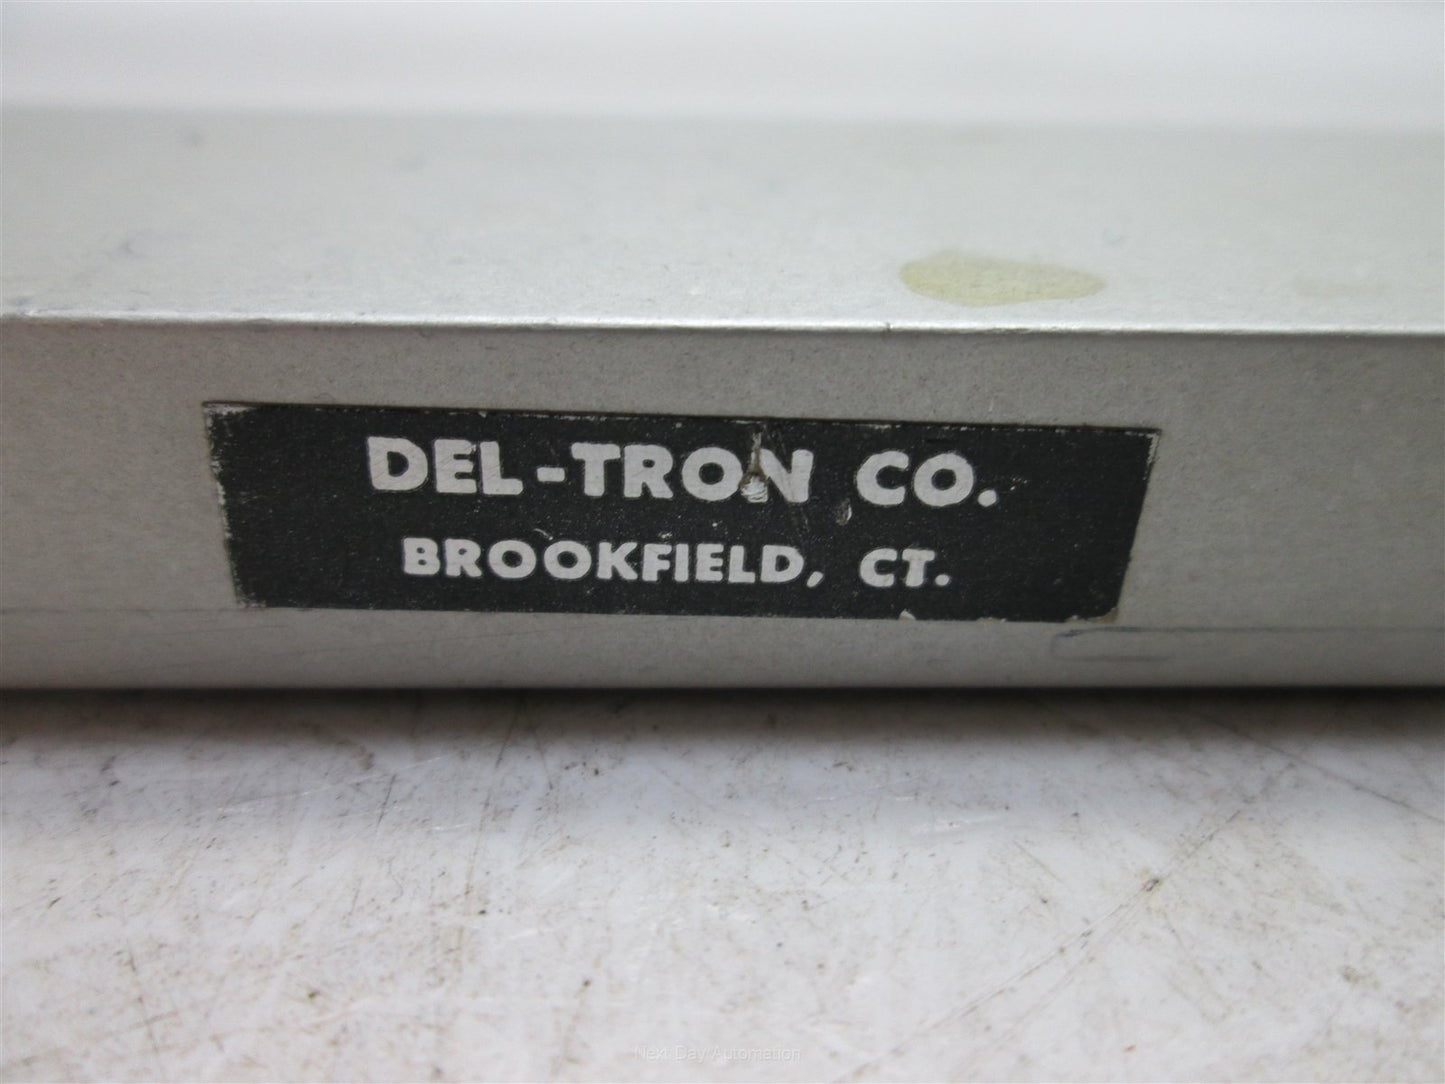 DEL-TRON CO.
BROOKFIELD, CT.
Next Day Automation